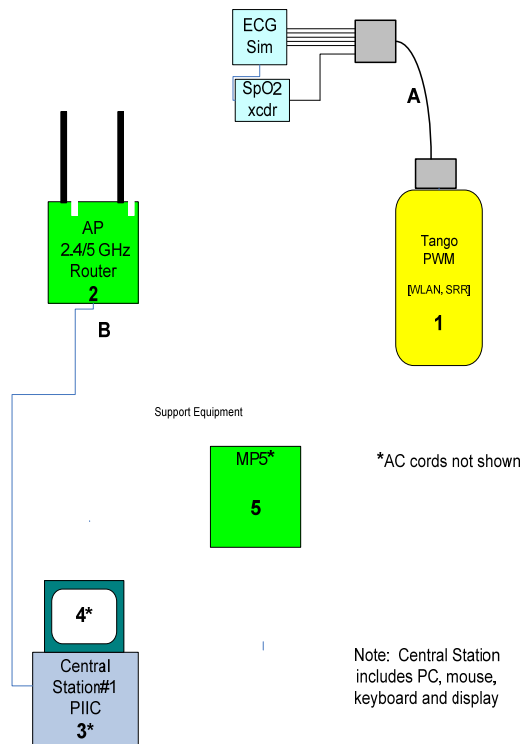 ECG
Sim
SpO2
xcdr
A
AP
2.4/5 GHz
Router
2
B
Tango
PWM
[WLAN, SRR]
1
Support Equipment
MP5*
5
*AC cords not shown
4*
Central
Station#1
PIIC
3*
Note: Central Station
includes PC, mouse,
keyboard and display